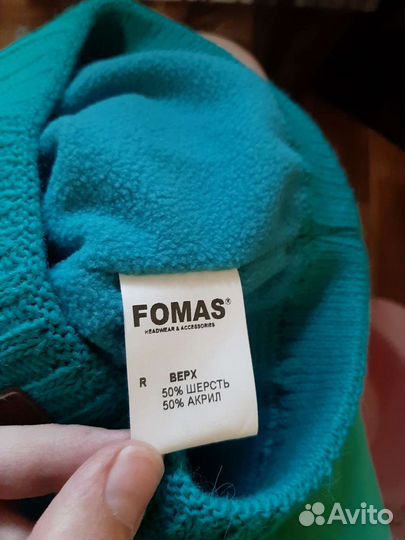 FOMAS®
HEADWEAR & ACCESSORIES
R ВЕРХ
50% ШЕРСТЬ
50% АКРИЛ
Avito